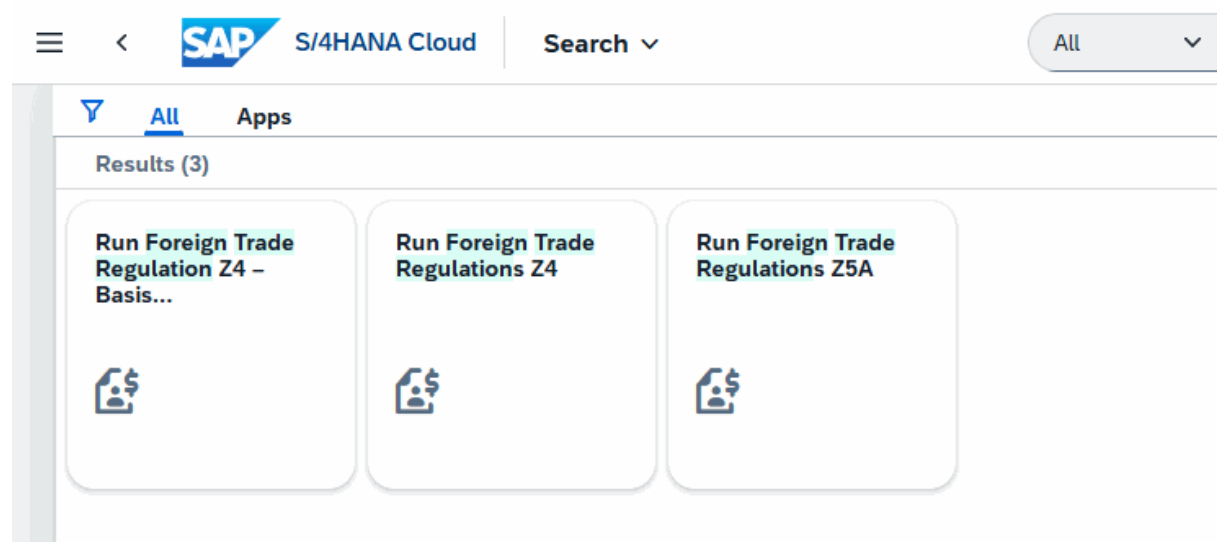 SAP S/4HANA Cloud Search All
All Apps
Results (3)
Run Foreign Trade
Regulation Z4 –
Basis...
Run Foreign Trade
Regulations Z4
Run Foreign Trade
Regulations Z5A